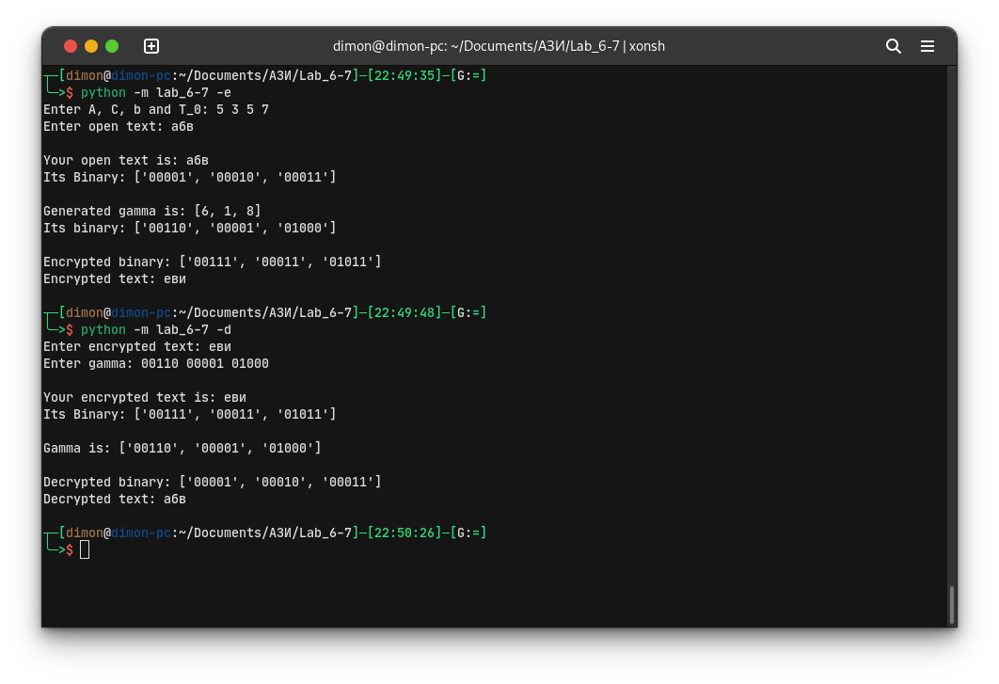 dimon@dimon-pc: ~/Documents/АЗИ/Lab_6-7 | xonsh
┬─[dimon@dimon-pc:~/Documents/АЗИ/Lab_6-7]─[22:49:35]─[G:=]
╰─>$ python -m lab_6-7 -e
Enter A, C, b and T_0: 5 3 5 7
Enter open text: абв
Your open text is: абв
Its Binary: ['00001', '00010', '00011']
Generated gamma is: [6, 1, 8]
Its binary: ['00110', '00001', '01000']
Encrypted binary: ['00111', '00011', '01011']
Encrypted text: еви
┬─[dimon@dimon-pc:~/Documents/АЗИ/Lab_6-7]─[22:49:48]─[G:=]
╰─>$ python -m lab_6-7 -d
Enter encrypted text: еви
Enter gamma: 00110 00001 01000
Your encrypted text is: еви
Its Binary: ['00111', '00011', '01011']
Gamma is: ['00110', '00001', '01000']
Decrypted binary: ['00001', '00010', '00011']
Decrypted text: абв
┬─[dimon@dimon-pc:~/Documents/АЗИ/Lab_6-7]─[22:50:26]─[G:=]
╰─>$